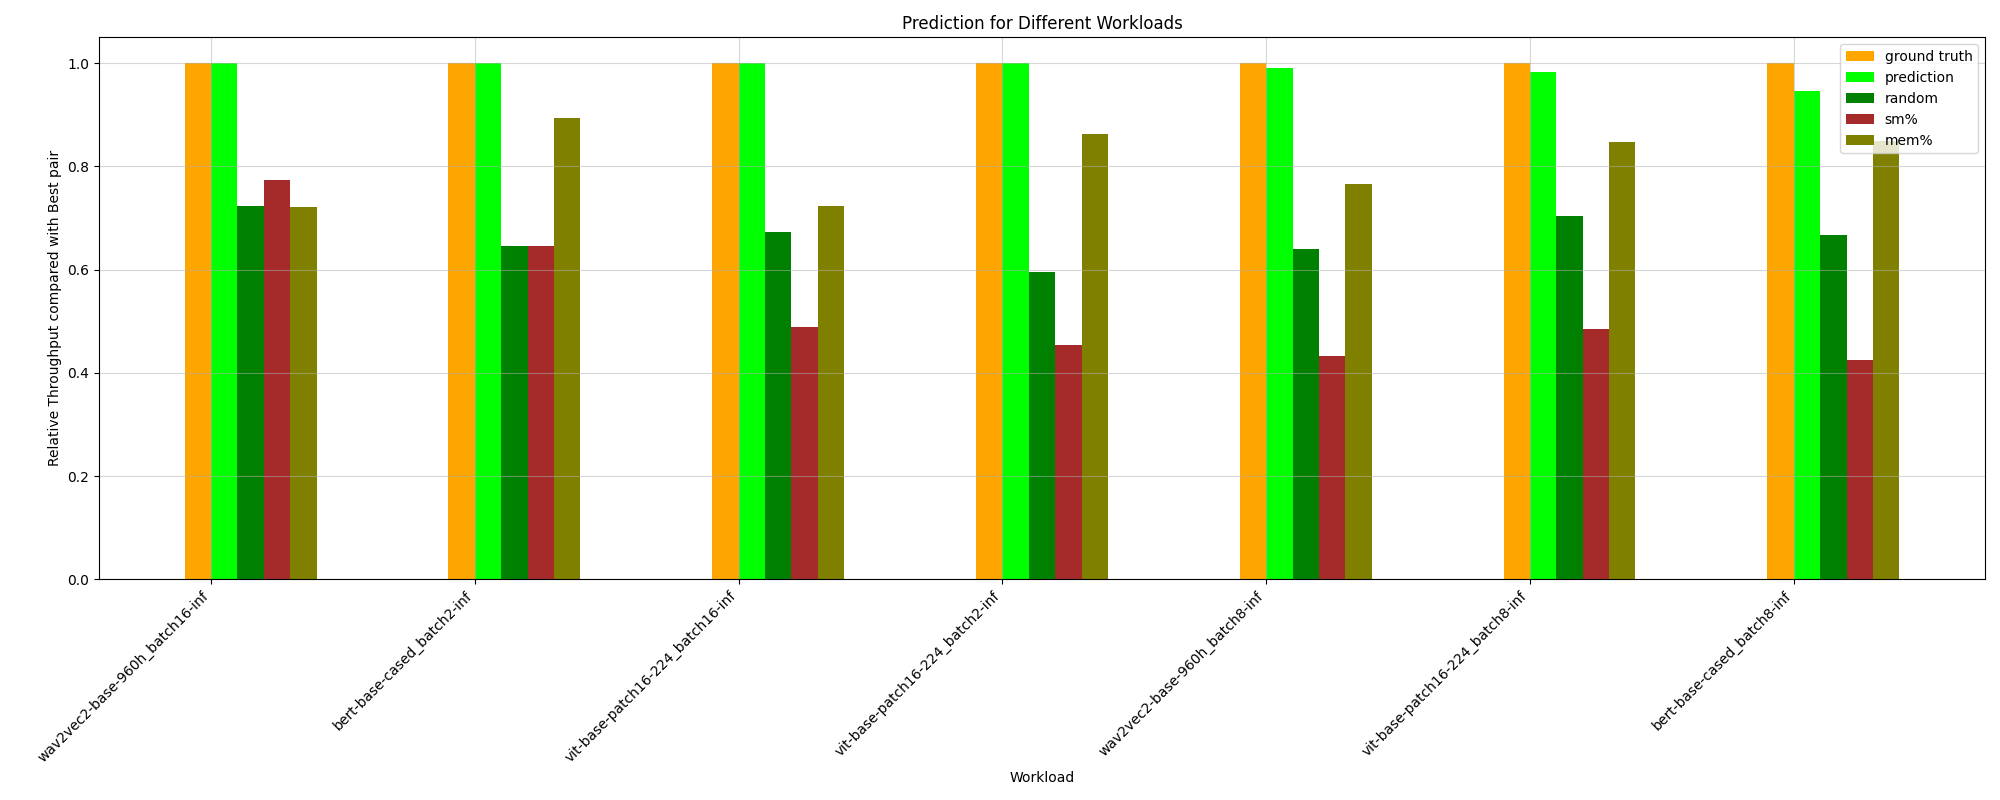 Prediction for Different Workloads
ground truth
prediction
random
sm%
mem%
Relative Throughput compared with Best pair
1.0
0.8
0.6
0.4
0.2
0.0
wav2vec2-base-960h_batch16-inf
bert-base-cased_batch2-inf
vit-base-patch16-224_batch16-inf
vit-base-patch16-224_batch2-inf
wav2vec2-base-960h_batch8-inf
vit-base-patch16-224_batch8-inf
bert-base-cased_batch8-inf
Workload